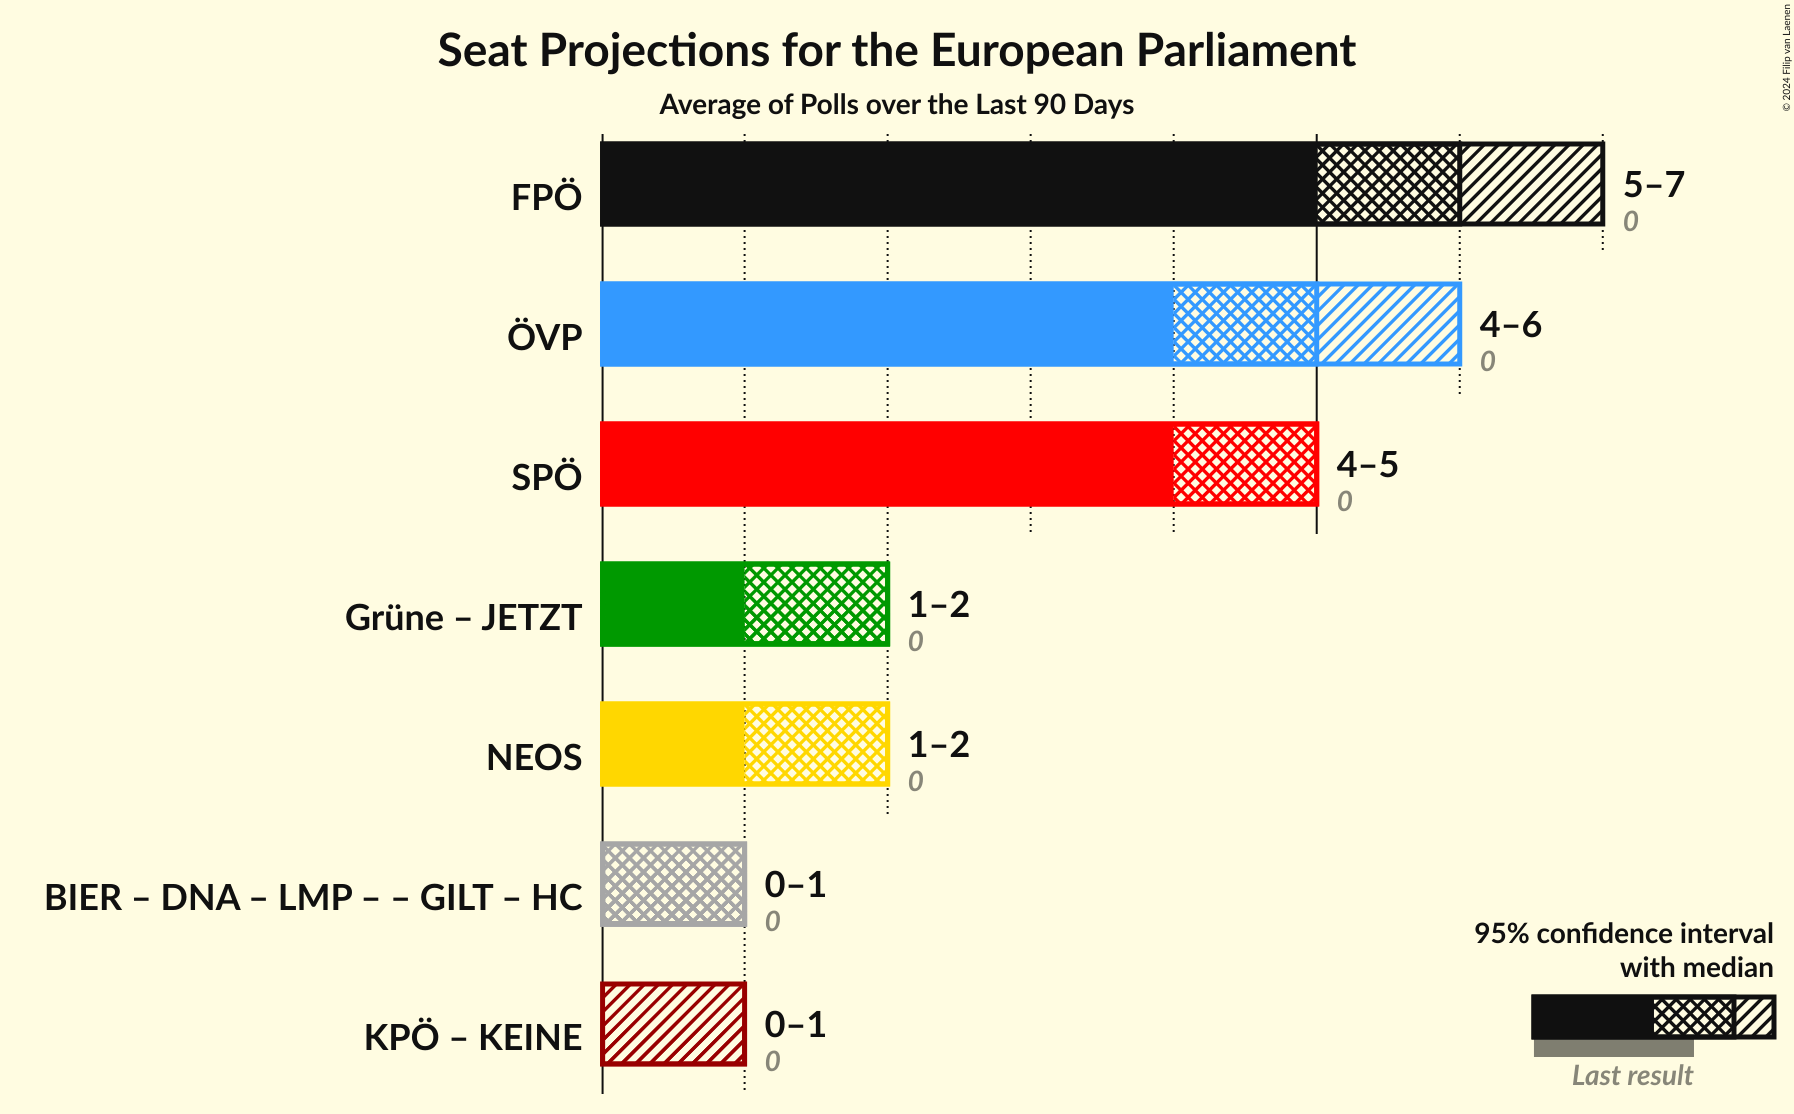 Seat Projections for the European Parliament
Average of Polls over the Last 90 Days
© 2024 Filip van Laenen
FPÖ
5–7
0
ÖVP
4–6
0
SPÖ
4–5
0
Grüne – JETZT
1–2
0
NEOS
1–2
0
BIER – DNA – LMP – – GILT – HC
0–1
0
KPÖ – KEINE
0–1
0
95% confidence interval
with median
Last result